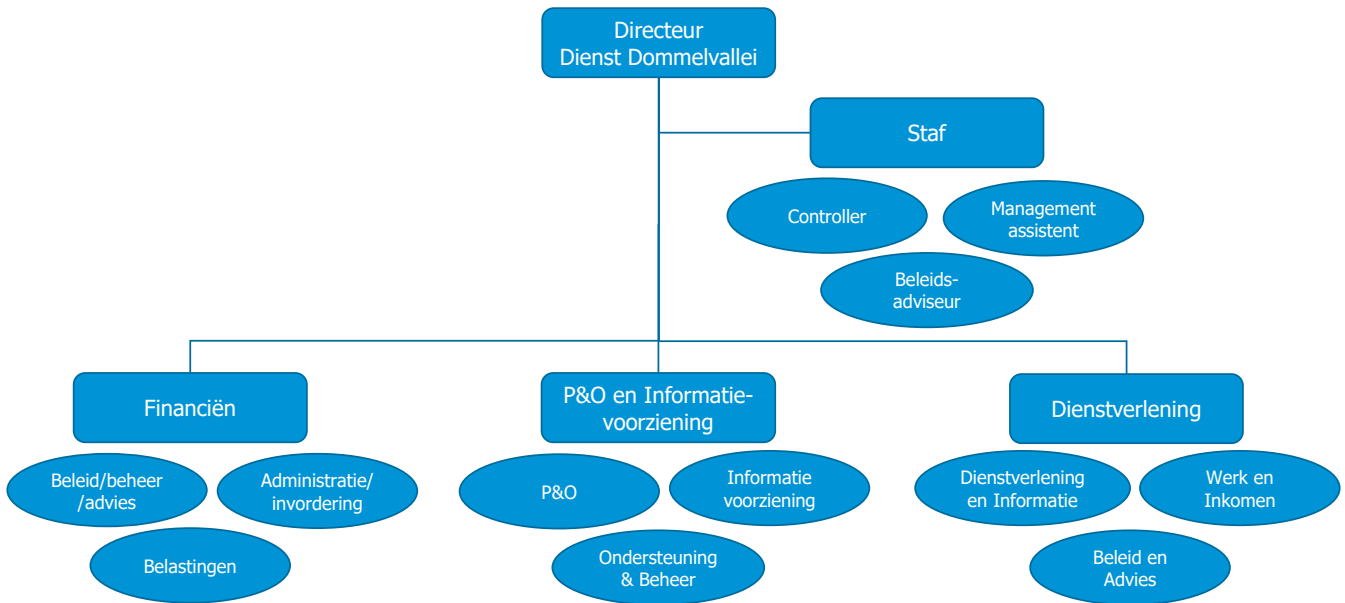 Directeur
Dienst Dommelvallei
Staf
Controller
Management
assistent
Beleids-
adviseur
Financiën
Beleid/beheer
/advies
Administratie/
invordering
Belastingen
P&O en Informatie-
voorziening
P&O
Informatie
voorziening
Ondersteuning
& Beheer
Dienstverlening
Dienstverlening
en Informatie
Werk en
Inkomen
Beleid en
Advies